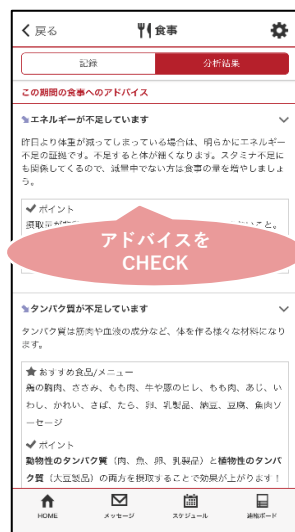 戻る
食事
記録
分析結果
この期間の食事へのアドバイス
エネルギーが不足しています
昨日より体重が減ってしまっている場合は、明らかにエネルギー
不足の証拠です。不足すると体が細くなります。スタミナ不足に
も関係してくるので、減量中でない方は食事の量を増やしましょ
う。
ポイント
アドバイスを
CHECK
タンパク質が不足しています
タンパク質は筋肉や血液の成分など、体を作る様々な材料になり
ます。
おすすめ食品/メニュー
鶏の胸肉、ささみ、もも肉、牛や豚のヒレ、もも肉、あじ、い
わし、かれい、さば、たら、卵、乳製品、納豆、豆腐、魚肉ソ
ーセージ
ポイント
動物性のタンパク質（肉、魚、卵、乳製品）と植物性のタンパ
ク質（大豆製品）の両方を摂取することで効果が上がります！
HOME
メッセージ
スケジュール
連絡ボード